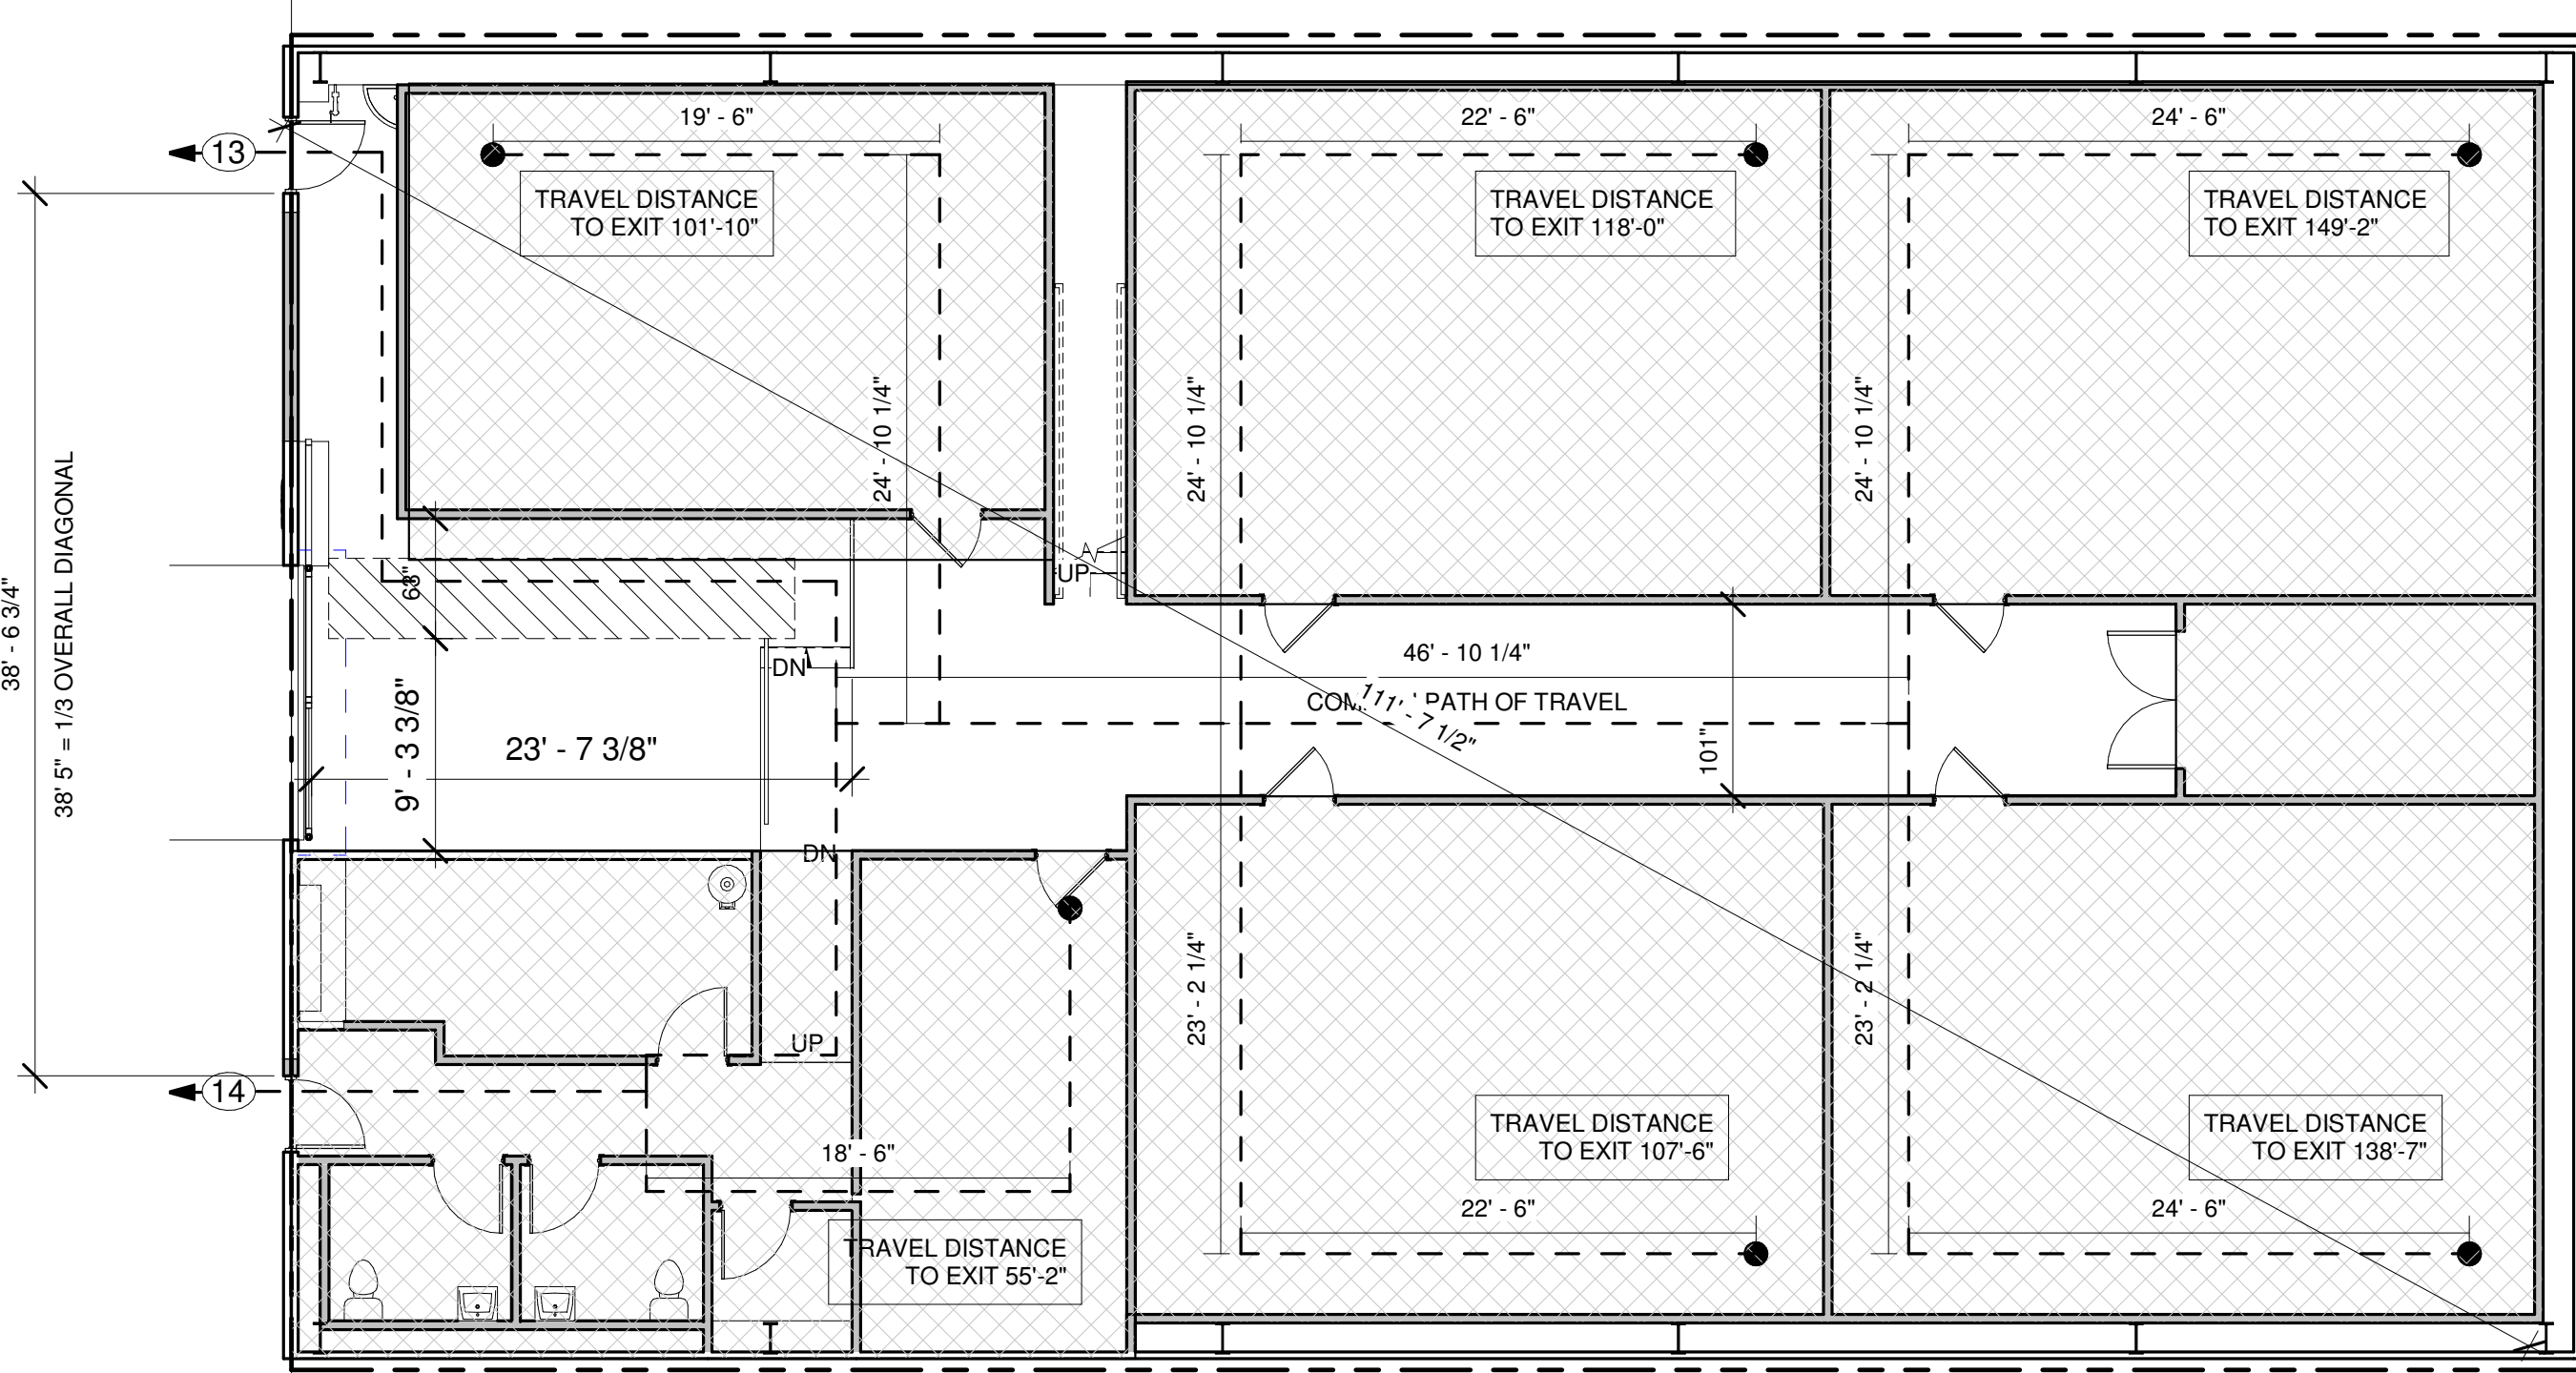 19' - 6"
22' - 6"
24' - 6"
13
TRAVEL DISTANCE
TO EXIT 101'-10"
TRAVEL DISTANCE
TO EXIT 118'-0"
TRAVEL DISTANCE
TO EXIT 149'-2"
24' - 10 1/4"
24' - 10 1/4"
24' - 10 1/4"
38' - 6 3/4"
38' 5" = 1/3 OVERALL DIAGONAL
63"
UP
DN
46' - 10 1/4"
PATH OF TRAVEL
111' - 7 1/2"
101"
9' - 3 3/8"
23' - 7 3/8"
DN
23' - 2 1/4"
23' - 2 1/4"
UP
14
18' - 6"
TRAVEL DISTANCE
TO EXIT 107'-6"
TRAVEL DISTANCE
TO EXIT 138'-7"
22' - 6"
24' - 6"
TRAVEL DISTANCE
TO EXIT 55'-2"